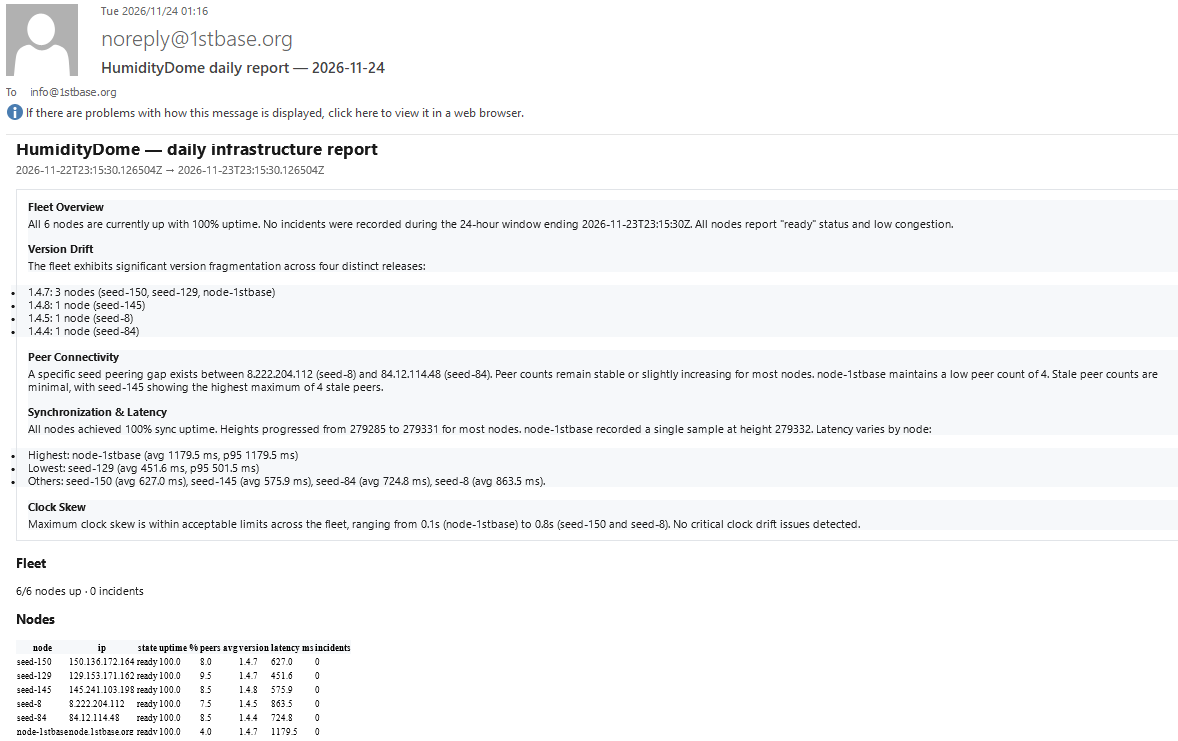 Tue 2026/11/24 01:16
noreply@1stbase.org
HumidityDome daily report — 2026-11-24
To info@1stbase.org
If there are problems with how this message is displayed, click here to view it in a web browser.
HumidityDome — daily infrastructure report
2026-11-22T23:15:30.126504Z → 2026-11-23T23:15:30.126504Z
Fleet Overview
All 6 nodes are currently up with 100% uptime. No incidents were recorded during the 24-hour window ending 2026-11-23T23:15:30Z. All nodes report "ready" status and low congestion.
Version Drift
The fleet exhibits significant version fragmentation across four distinct releases:
• 1.4.7: 3 nodes (seed-150, seed-129, node-1stbase)
• 1.4.8: 1 node (seed-145)
• 1.4.5: 1 node (seed-8)
• 1.4.4: 1 node (seed-84)
Peer Connectivity
A specific seed peering gap exists between 8.222.204.112 (seed-8) and 84.12.114.48 (seed-84). Peer counts remain stable or slightly increasing for most nodes. node-1stbase maintains a low peer count of 4. Stale peer counts are
minimal, with seed-145 showing the highest maximum of 4 stale peers.
Synchronization & Latency
All nodes achieved 100% sync uptime. Heights progressed from 279285 to 279331 for most nodes. node-1stbase recorded a single sample at height 279332. Latency varies by node:
• Highest: node-1stbase (avg 1179.5 ms, p95 1179.5 ms)
• Lowest: seed-129 (avg 451.6 ms, p95 501.5 ms)
• Others: seed-150 (avg 627.0 ms), seed-145 (avg 575.9 ms), seed-84 (avg 724.8 ms), seed-8 (avg 863.5 ms).
Clock Skew
Maximum clock skew is within acceptable limits across the fleet, ranging from 0.1s (node-1stbase) to 0.8s (seed-150 and seed-8). No critical clock drift issues detected.
Fleet
6/6 nodes up · 0 incidents
Nodes
node ip state uptime % peers avg version latency ms incidents
seed-150 150.136.172.164 ready 100.0 8.0 1.4.7 627.0 0
seed-129 129.153.171.162 ready 100.0 9.5 1.4.7 451.6 0
seed-145 145.241.103.198 ready 100.0 8.5 1.4.8 575.9 0
seed-8 8.222.204.112 ready 100.0 7.5 1.4.5 863.5 0
seed-84 84.12.114.48 ready 100.0 8.5 1.4.4 724.8 0
node-1stbase node.1stbase.org ready 100.0 4.0 1.4.7 1179.5 0